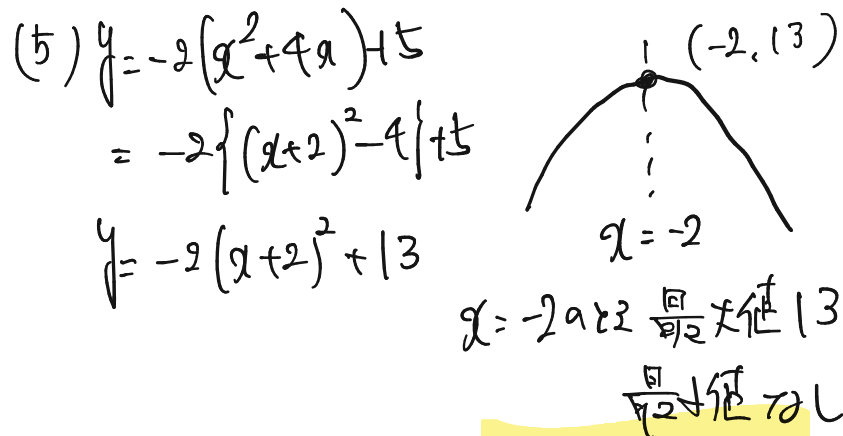 (5) y=-2(x²+4x)+5
= -2{(x+2)²-4}+5
y=-2(x+2)²+13
(-2, 13)
x=-2
x=-2のとき 最大値 13
最小値 なし